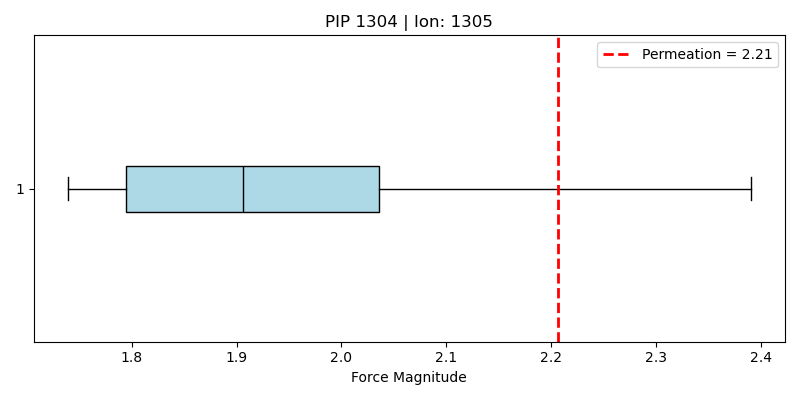 PIP 1304 | Ion: 1305
Permeation = 2.21
1
1.8 1.9 2.0 2.1 2.2 2.3 2.4
Force Magnitude